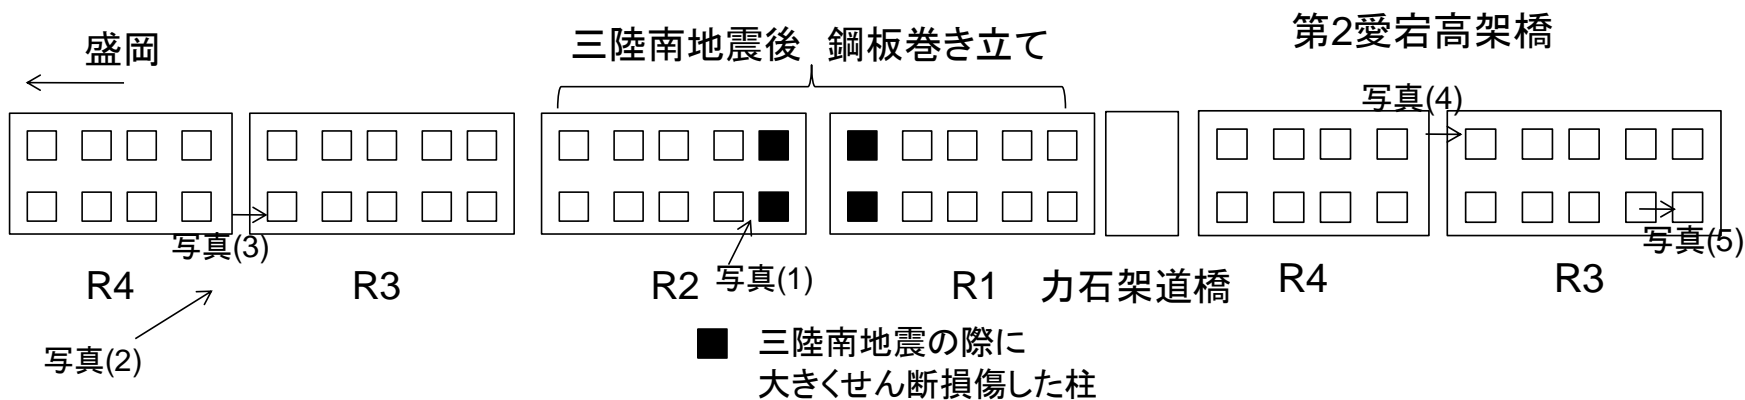 盛岡
三陸南地震後 鋼板巻き立て
第2愛宕高架橋
写真(4)
写真(3)
写真(5)
R4
R3
R2
写真(1)
R1
力石架道橋
R4
R3
写真(2)
三陸南地震の際に
大きくせん断損傷した柱